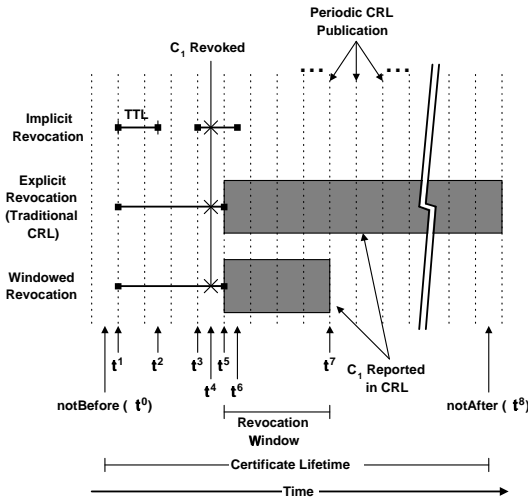 Periodic CRL
Publication
C1 Revoked
...
...
Implicit
Revocation
TTL
Explicit
Revocation
(Traditional
CRL)
Windowed
Revocation
t1
t2
t3
t4
t5
t6
t7
C1 Reported
in CRL
notBefore ( t0)
notAfter ( t8)
Revocation
Window
Certificate Lifetime
Time